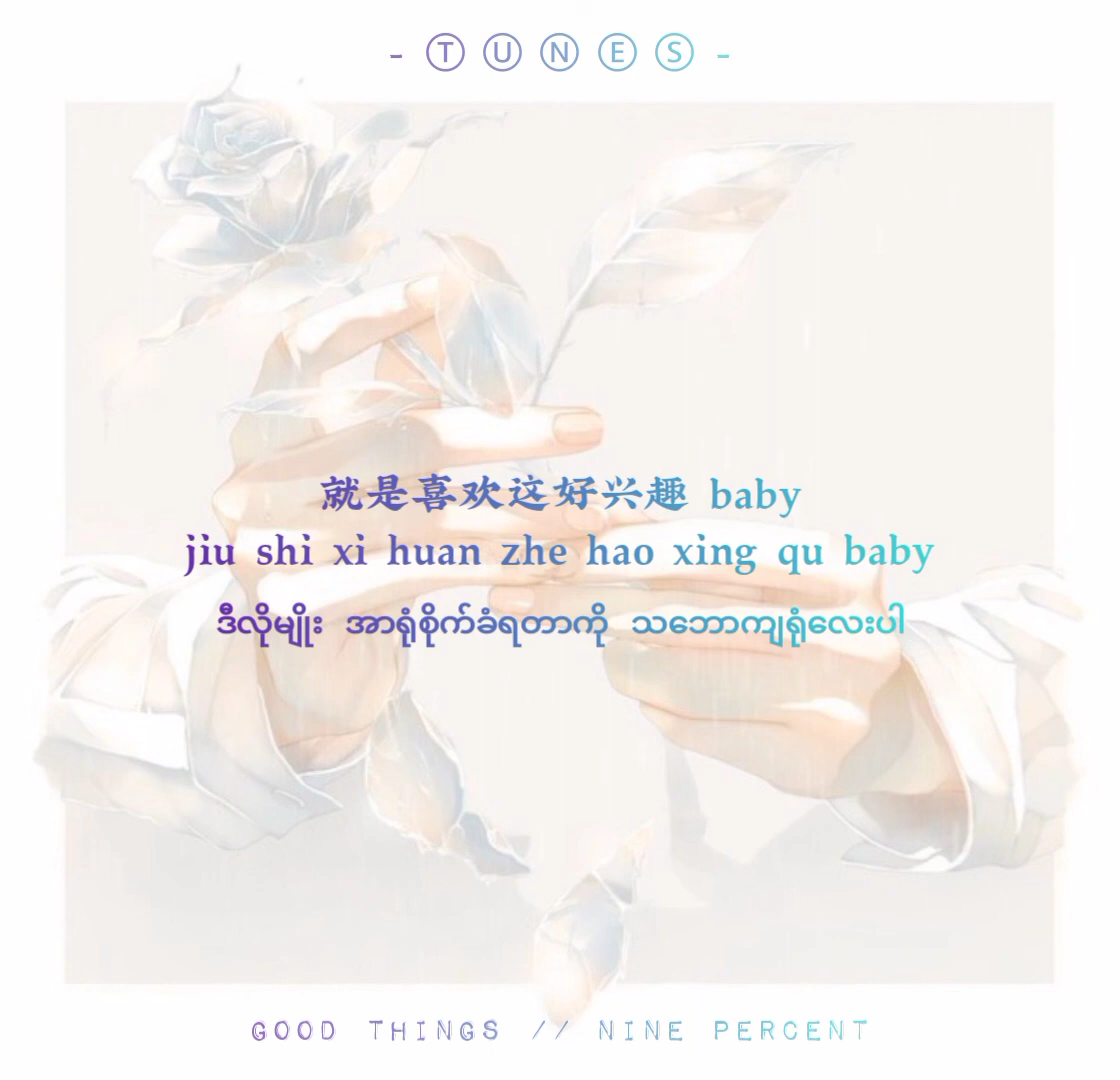 - Ⓣ Ⓤ Ⓝ Ⓔ Ⓢ -
就是喜欢这好兴趣 baby
jiu shi xi huan zhe hao xing qu baby
ဒီလိုမျိုး အာရုံစိုက်ခံရတာကို သဘောကျရုံလေးပါ
GOOD THINGS // NINE PERCENT